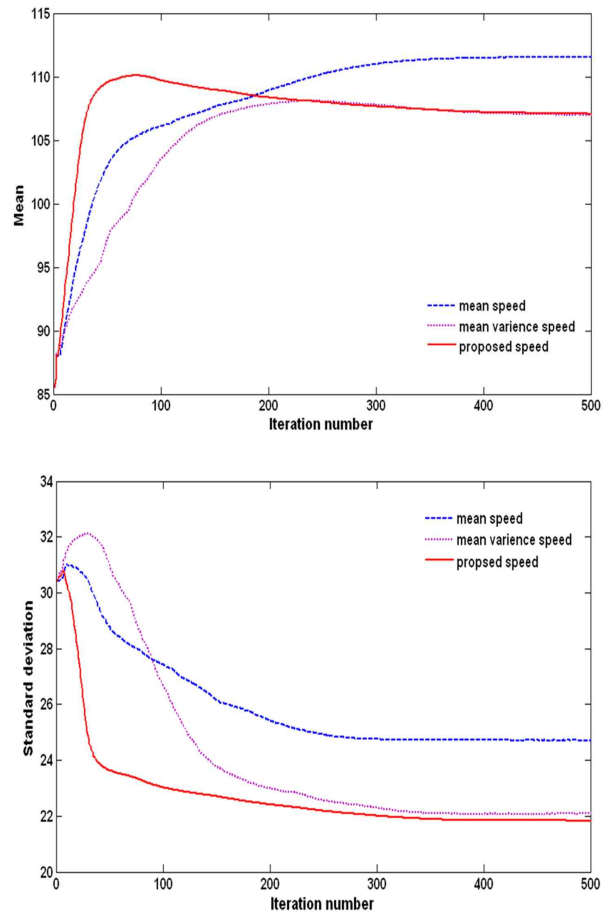 115
110
105
100
95
90
85
Mean
mean speed
mean varience speed
proposed speed
0
100
200
300
400
500
Iteration number
34
32
30
28
26
24
22
20
Standard deviation
mean speed
mean varience speed
propsed speed
0
100
200
300
400
500
Iteration number